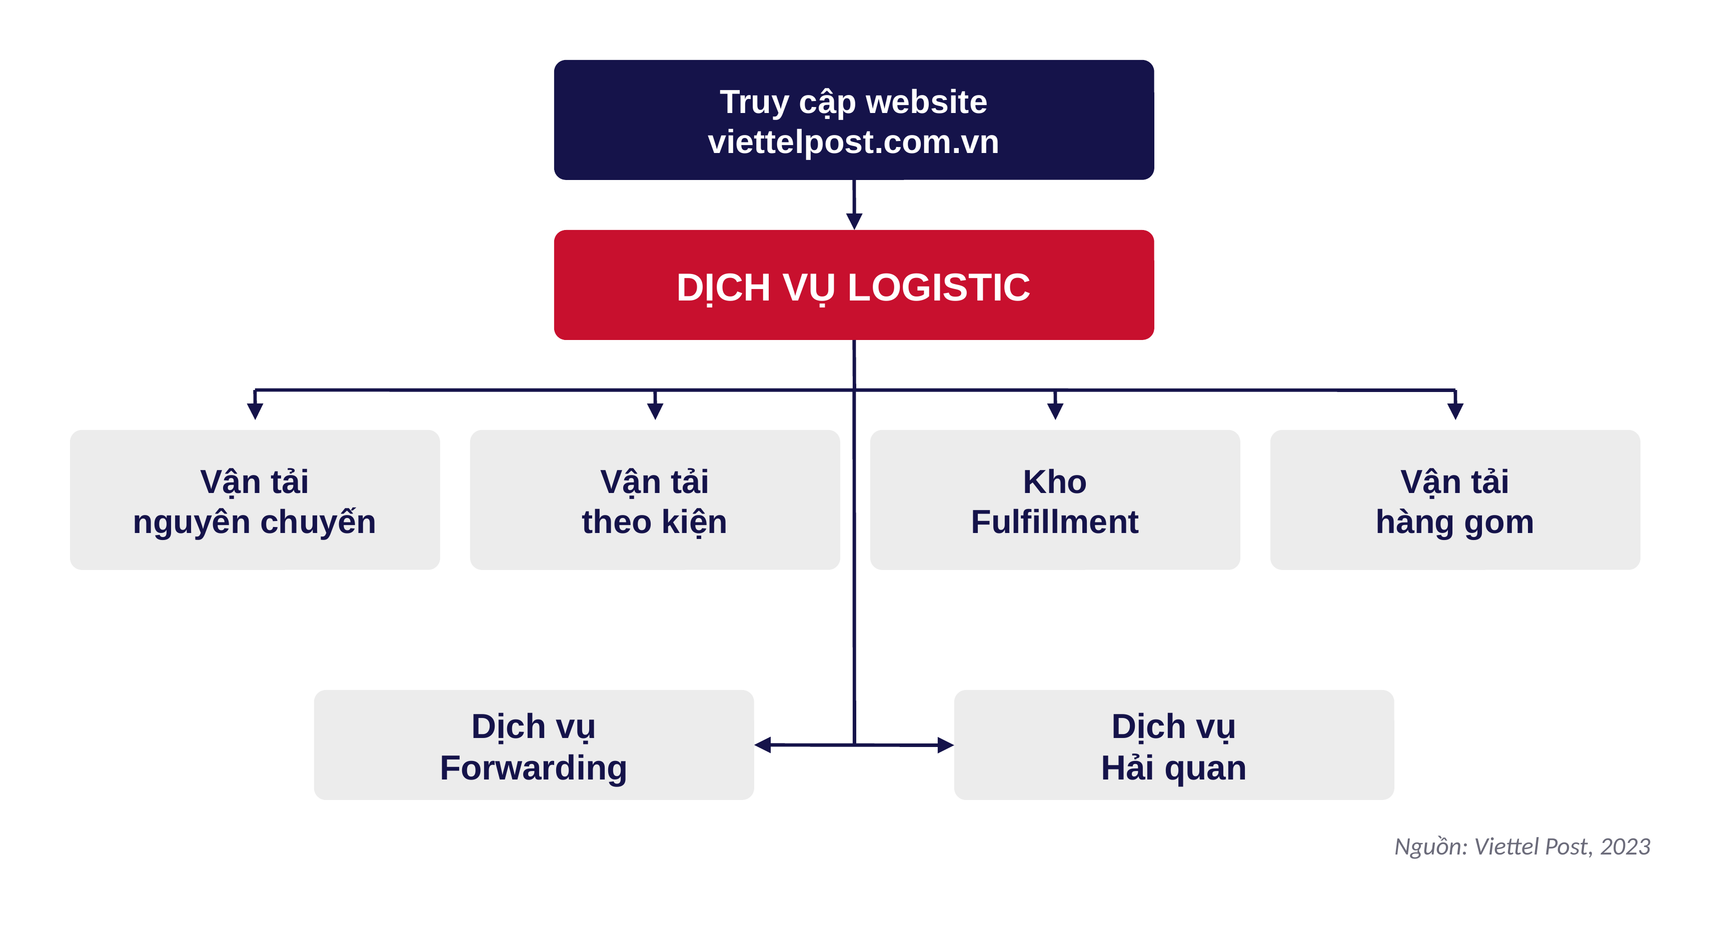 Truy cập website
viettelpost.com.vn
DỊCH VỤ LOGISTIC
Vận tải
nguyên chuyến
Vận tải
theo kiện
Kho
Fulfillment
Vận tải
hàng gom
Dịch vụ
Forwarding
Dịch vụ
Hải quan
Nguồn: Viettel Post, 2023